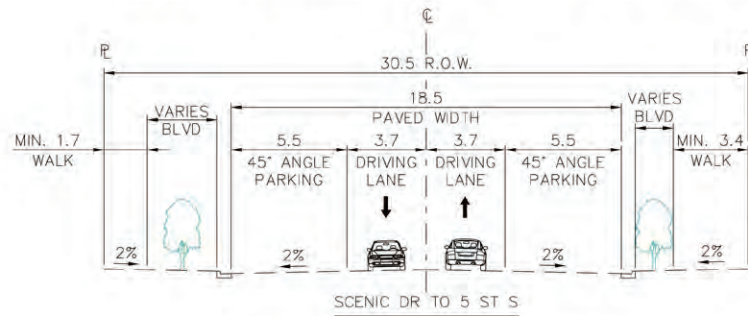 ℄
℄
30.5 R.O.W.
18.5
PAVED WIDTH
VARIES
BLVD
VARIES
BLVD
MIN. 1.7
WALK
5.5
45° ANGLE
PARKING
3.7
DRIVING
LANE
3.7
DRIVING
LANE
5.5
45° ANGLE
PARKING
MIN. 3.4
WALK
2%
2%
2%
2%
SCENIC DR TO 5 ST S